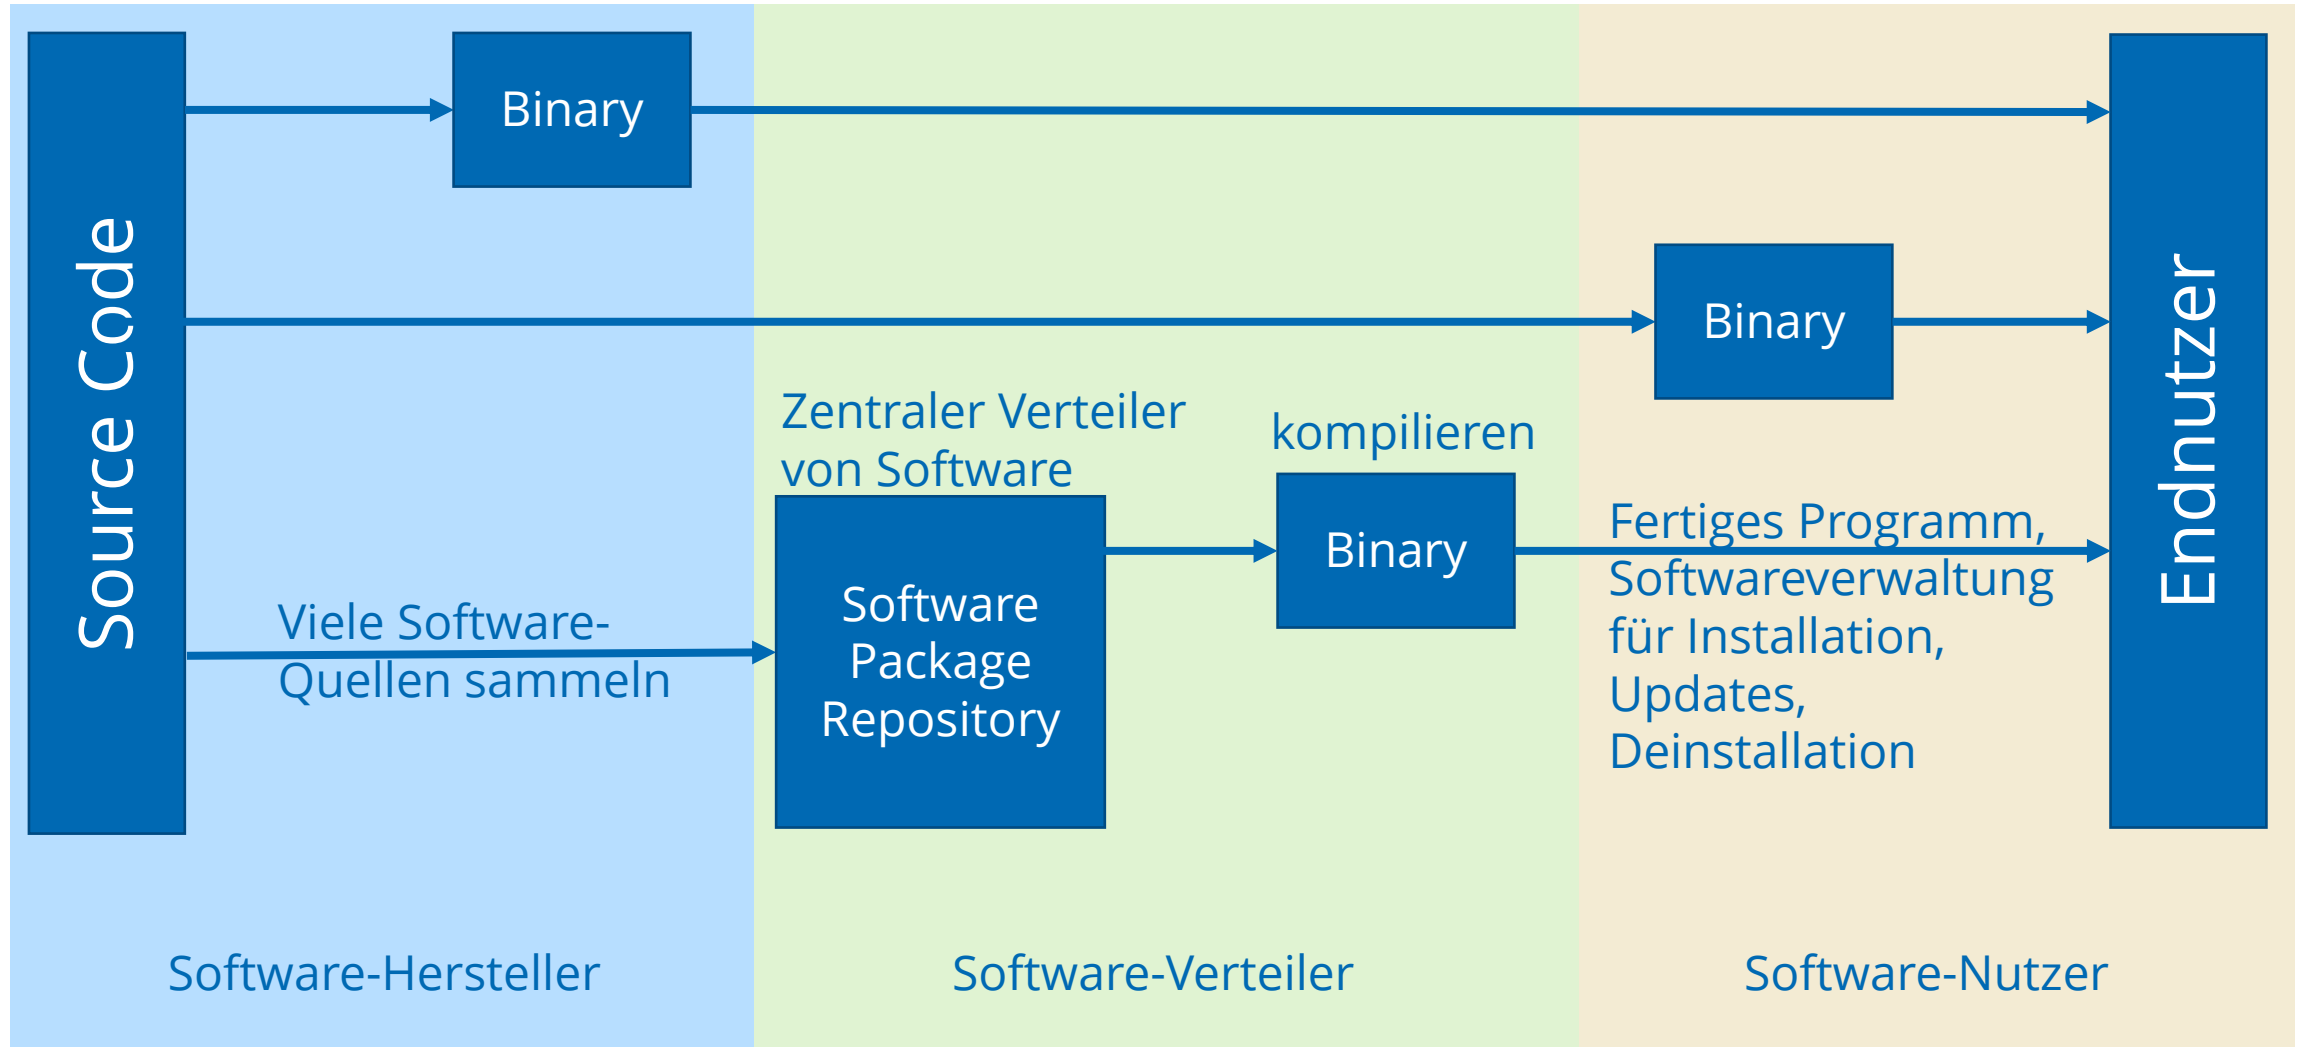 Source Code
Binary
Binary
Zentraler Verteiler
von Software
kompilieren
Binary
Software
Package
Repository
Viele Software-
Quellen sammeln
Fertiges Programm,
Softwareverwaltung
für Installation,
Updates,
Deinstallation
Endnutzer
Software-Hersteller
Software-Verteiler
Software-Nutzer